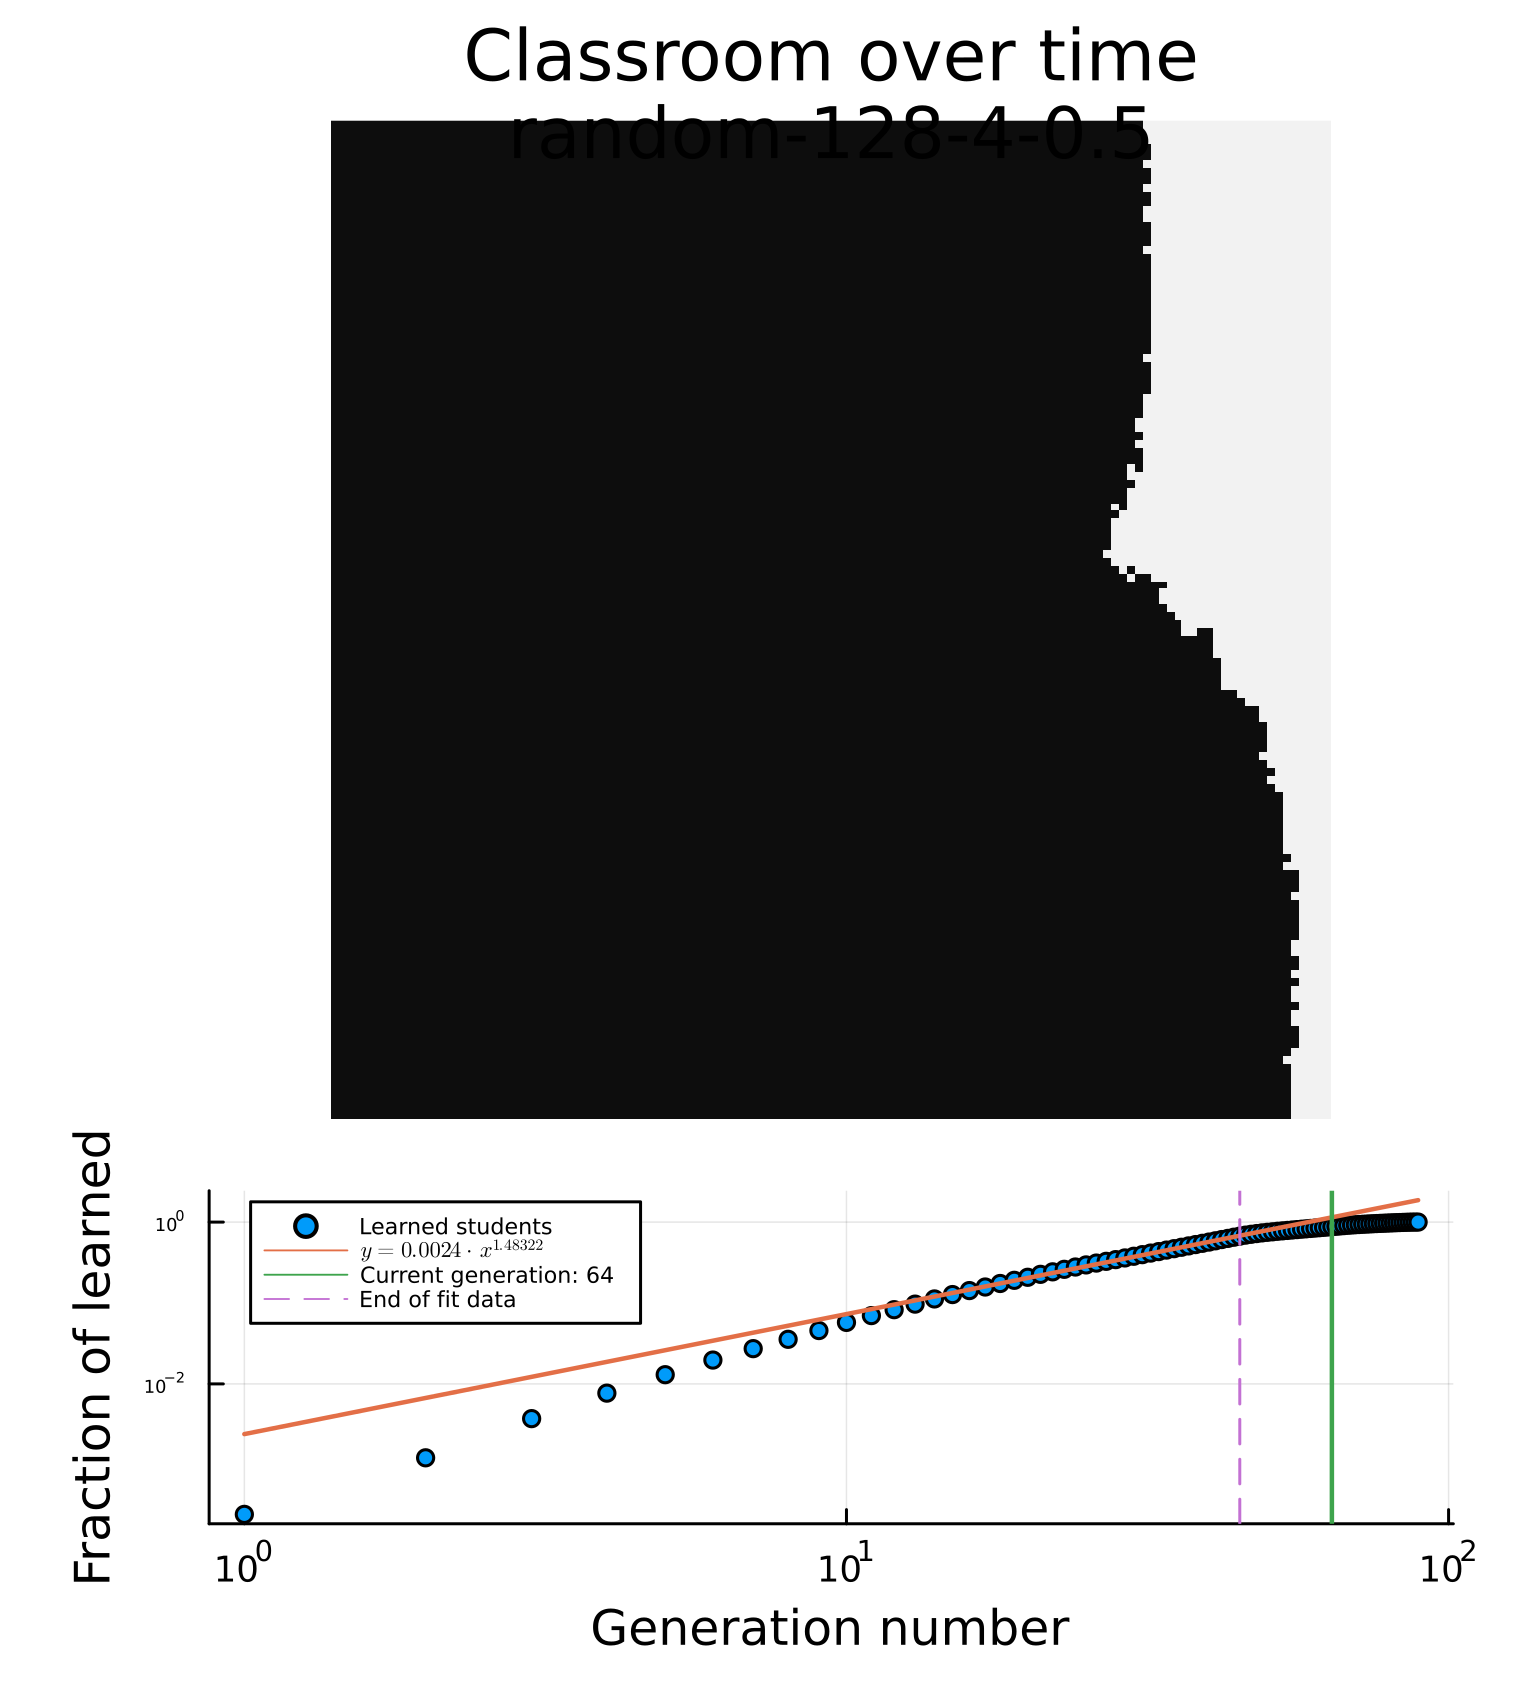 Classroom over time
random-128-4-0.5
Fraction of learned
10^0
10^−2
Learned students
y = 0.0024 · x^1.48322
Current generation: 64
End of fit data
10^0 10^1 10^2
Generation number